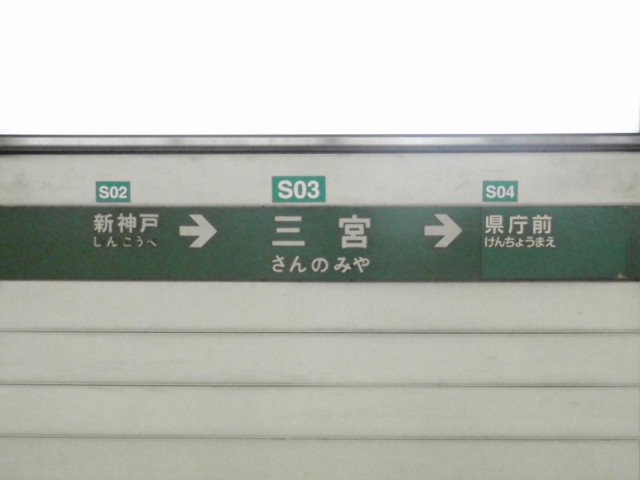 S02
新神戸
しんこうべ
→
S03
三宮
さんのみや
→
S04
県庁前
けんちょうまえ